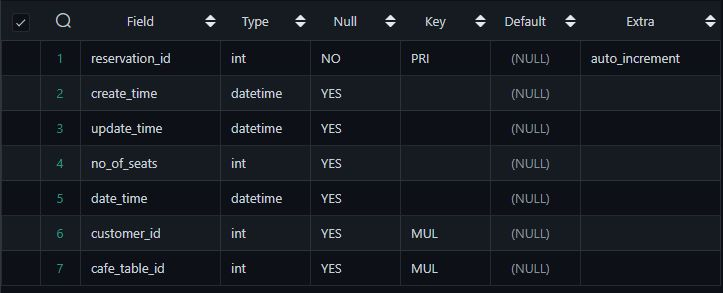 Field Type Null Key Default Extra
1 reservation_id int NO PRI (NULL) auto_increment
2 create_time datetime YES (NULL)
3 update_time datetime YES (NULL)
4 no_of_seats int YES (NULL)
5 date_time datetime YES (NULL)
6 customer_id int YES MUL (NULL)
7 cafe_table_id int YES MUL (NULL)